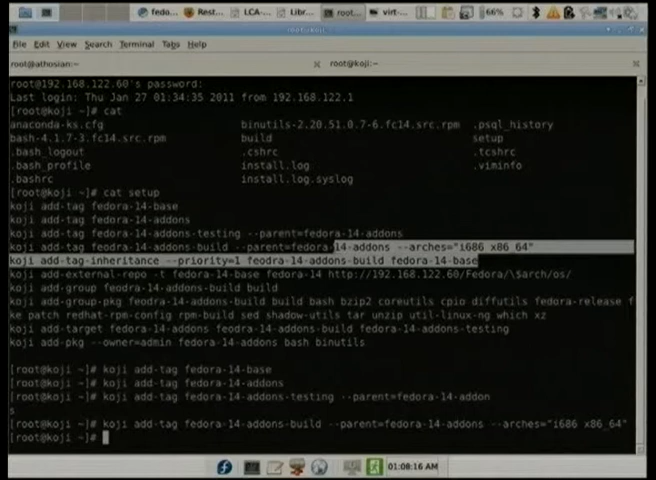 fedo... Rest... LCA-... Libr... root... virt-... 66%
root@koji:~
File Edit View Search Terminal Tabs Help
root@athosian:~ root@koji:~
root@192.168.122.60's password:
Last login: Thu Jan 27 01:34:35 2011 from 192.168.122.1
[root@koji ~]# cat
anaconda-ks.cfg binutils-2.20.51.0.7-6.fc14.src.rpm .psql_history
bash-4.1.7-3.fc14.src.rpm build setup
.bash_logout .cshrc .tcshrc
.bash_profile install.log .viminfo
.bashrc install.log.syslog
[root@koji ~]# cat setup
koji add-tag fedora-14-base
koji add-tag fedora-14-addons
koji add-tag fedora-14-addons-testing --parent=fedora-14-addons
koji add-tag fedora-14-addons-build --parent=fedora-14-addons --arches="i686 x86_64"
koji add-tag-inheritance --priority=1 feodra-14-addons-build fedora-14-base
koji add-external-repo -t fedora-14-base fedora-14 http://192.168.122.60/Fedora/\$arch/os/
koji add-group feodra-14-addons-build build
koji add-group-pkg feodra-14-addons-build build bash bzip2 coreutils cpio diffutils fedora-release f
ke patch redhat-rpm-config rpm-build sed shadow-utils tar unzip util-linux-ng which xz
koji add-target fedora-14-addons fedora-14-addons-build fedora-14-addons-testing
koji add-pkg --owner=admin fedora-14-addons bash binutils
[root@koji ~]# koji add-tag fedora-14-base
[root@koji ~]# koji add-tag fedora-14-addons
[root@koji ~]# koji add-tag fedora-14-addons-testing --parent=fedora-14-addon
s
[root@koji ~]# koji add-tag fedora-14-addons-build --parent=fedora-14-addons --arches="i686 x86_64"
[root@koji ~]#
01:08:16 AM